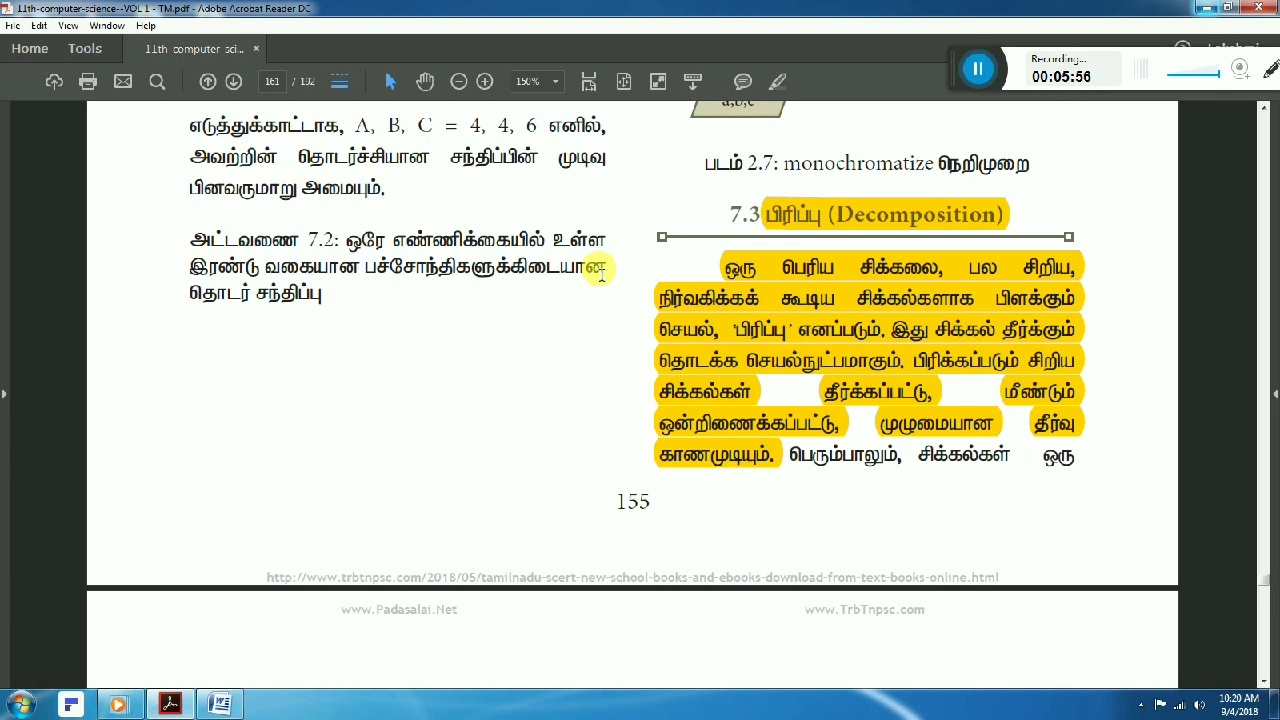 11th-computer-science--VOL 1 - TM.pdf - Adobe Acrobat Reader DC
File Edit View Window Help
Home Tools 11th-computer-sci... ×
161 / 192 150%
Recording...
00:05:56
a,b,c
எடுத்துக்காட்டாக, A, B, C = 4, 4, 6 எனில்,
அவற்றின் தொடர்ச்சியான சந்திப்பின் முடிவு
பினவருமாறு அமையும்.
அட்டவணை 7.2: ஒரே எண்ணிக்கையில் உள்ள
இரண்டு வகையான பச்சோந்திகளுக்கிடையான
தொடர் சந்திப்பு
படம் 2.7: monochromatize நெறிமுறை
7.3 பிரிப்பு (Decomposition)
ஒரு பெரிய சிக்கலை, பல சிறிய,
நிர்வகிக்கக் கூடிய சிக்கல்களாக பிளக்கும்
செயல், 'பிரிப்பு' எனப்படும். இது சிக்கல் தீர்க்கும்
தொடக்க செயல்நுட்பமாகும். பிரிக்கப்படும் சிறிய
சிக்கல்கள் தீர்க்கப்பட்டு, மீண்டும்
ஒன்றிணைக்கப்பட்டு, முழுமையான தீர்வு
காணமுடியும். பெரும்பாலும், சிக்கல்கள் ஒரு
155
http://www.trbtnpsc.com/2018/05/tamilnadu-scert-new-school-books-and-ebooks-download-from-text-books-online.html
www.Padasalai.Net www.TrbTnpsc.com
10:20 AM
9/4/2018